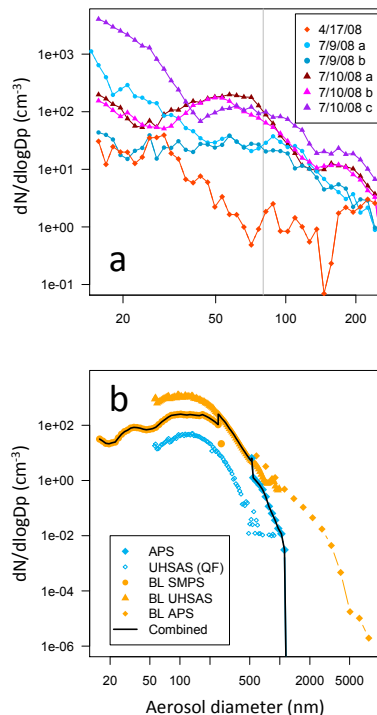 dN/dlogDp (cm-3)
1e+03
1e+02
1e+01
1e+00
1e-01
4/17/08
7/9/08 a
7/9/08 b
7/10/08 a
7/10/08 b
7/10/08 c
a
20 50 100 200
dN/dlogDp (cm-3)
1e+02
1e+00
1e-02
1e-04
1e-06
b
APS
UHSAS (QF)
BL SMPS
BL UHSAS
BL APS
Combined
20 50 100 500 2000 5000
Aerosol diameter (nm)